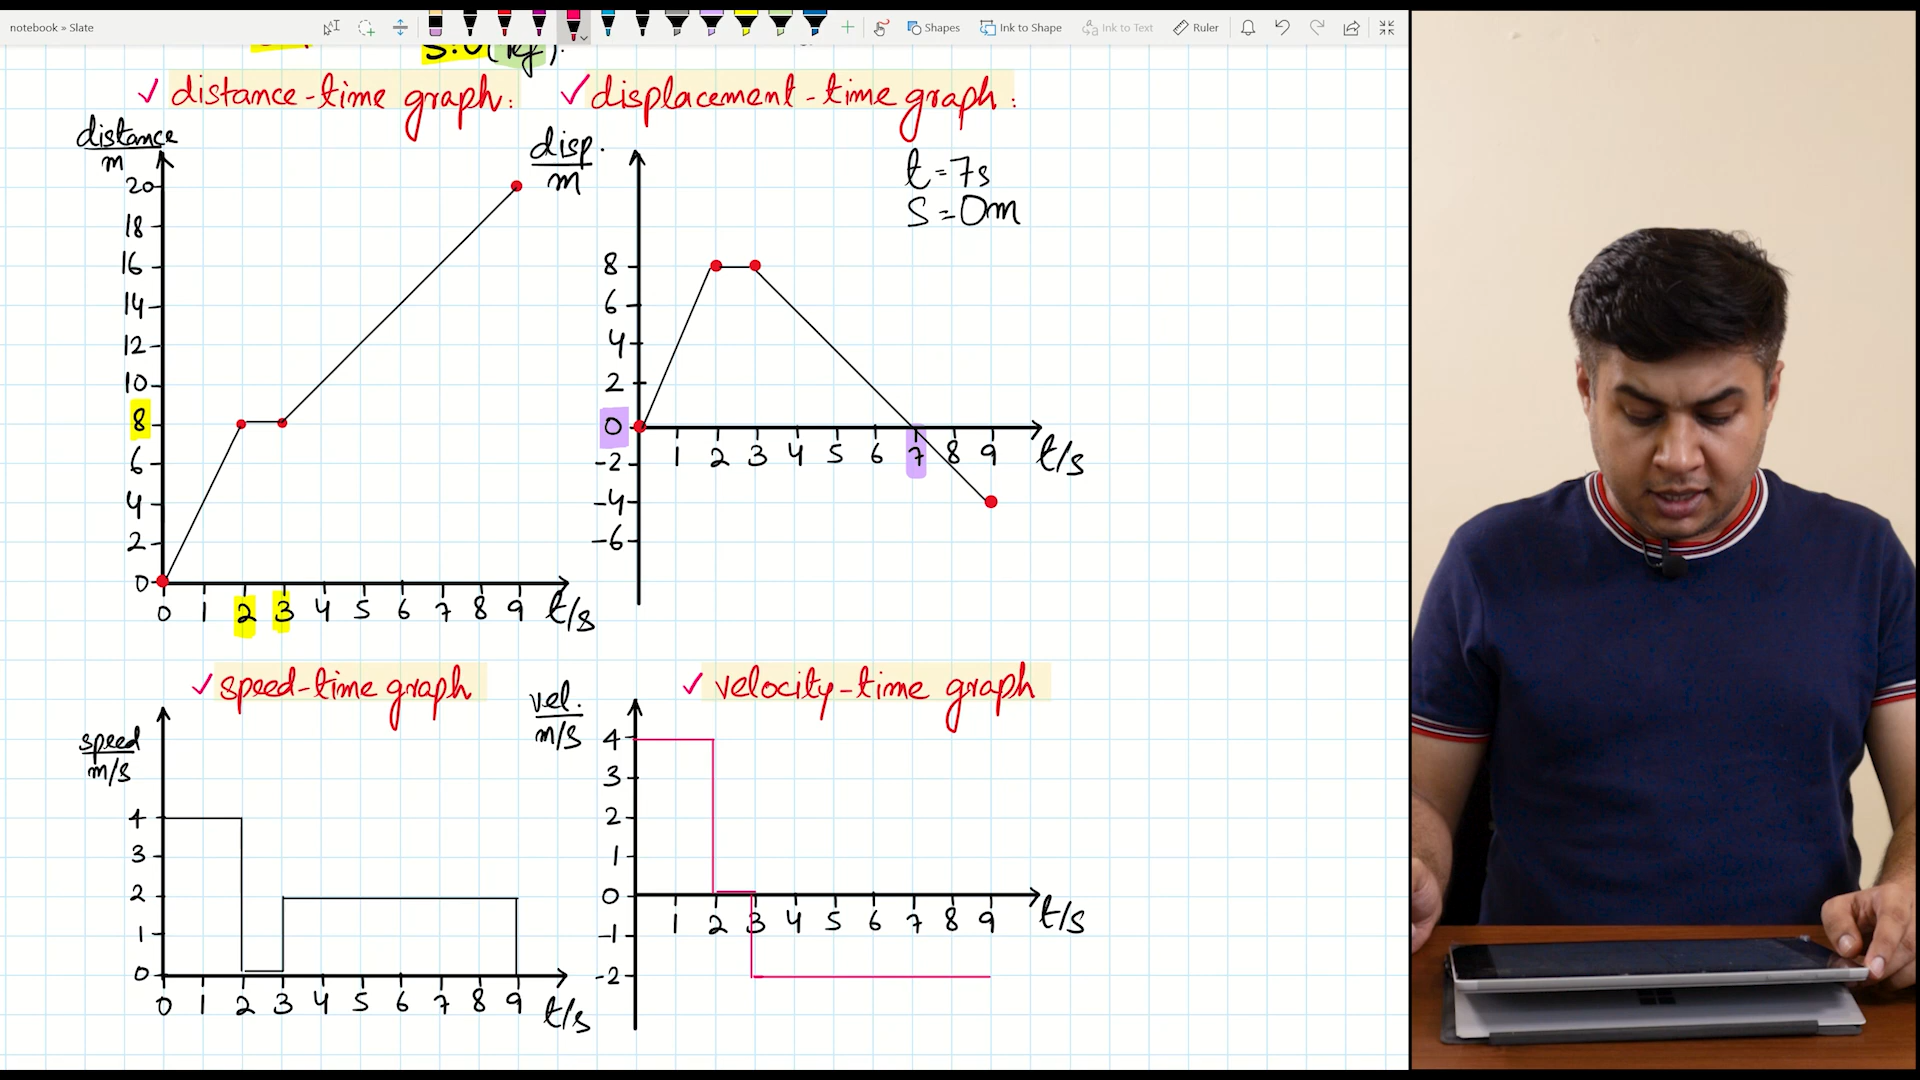 notebook » Slate
Shapes
Ink to Shape
Ink to Text
Ruler
✓ distance-time graph:
✓ displacement-time graph:
distance
m
20
18
16
14
12
10
8
6
4
2
0
0 1 2 3 4 5 6 7 8 9 t/s
disp.
m
t=7s
S=0m
8
6
4
2
0
-2
-4
-6
1 2 3 4 5 6 7 8 9 t/s
✓ speed-time graph
✓ velocity-time graph
speed
m/s
4
3
2
1
0
0 1 2 3 4 5 6 7 8 9 t/s
vel.
m/s
4
3
2
1
0
-1
-2
1 2 3 4 5 6 7 8 9 t/s